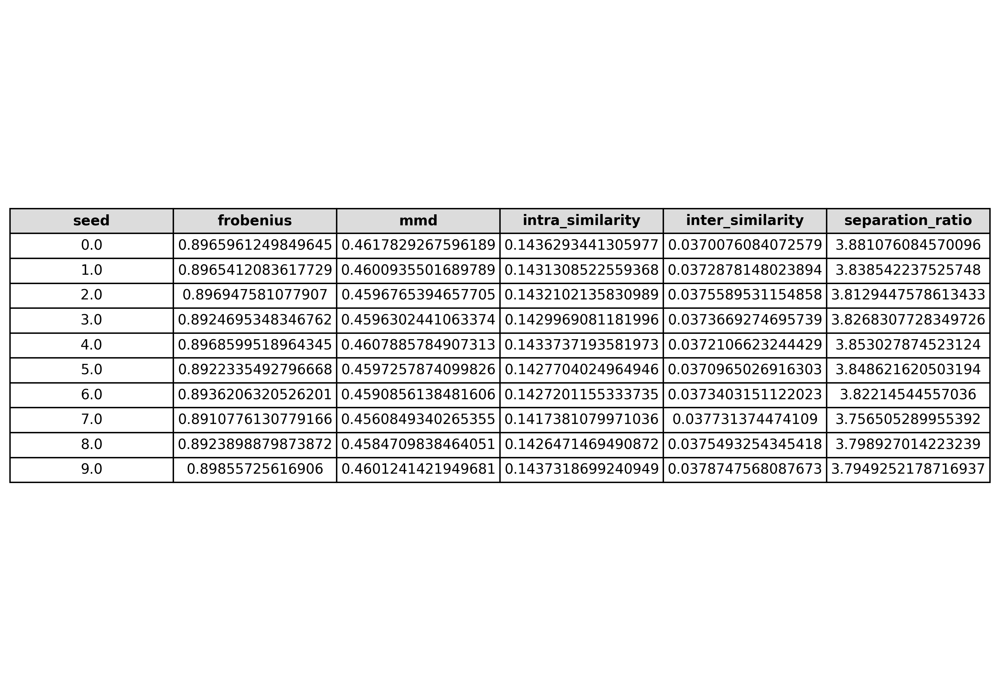 seed frobenius mmd intra_similarity inter_similarity separation_ratio
0.0 0.8965961249849645 0.4617829267596189 0.1436293441305977 0.0370076084072579 3.881076084570096
1.0 0.8965412083617729 0.4600935501689789 0.1431308522559368 0.0372878148023894 3.838542237525748
2.0 0.896947581077907 0.4596765394657705 0.1432102135830989 0.0375589531154858 3.8129447578613433
3.0 0.8924695348346762 0.4596302441063374 0.1429969081181996 0.0373669274695739 3.8268307728349726
4.0 0.8968599518964345 0.4607885784907313 0.1433737193581973 0.0372106623244429 3.853027874523124
5.0 0.8922335492796668 0.4597257874099826 0.1427704024964946 0.0370965026916303 3.848621620503194
6.0 0.8936206320526201 0.4590856138481606 0.1427201155333735 0.0373403151122023 3.82214544557036
7.0 0.8910776130779166 0.4560849340265355 0.1417381079971036 0.037731374474109 3.756505289955392
8.0 0.8923898879873872 0.4584709838464051 0.1426471469490872 0.0375493254345418 3.798927014223239
9.0 0.89855725616906 0.4601241421949681 0.1437318699240949 0.0378747568087673 3.7949252178716937